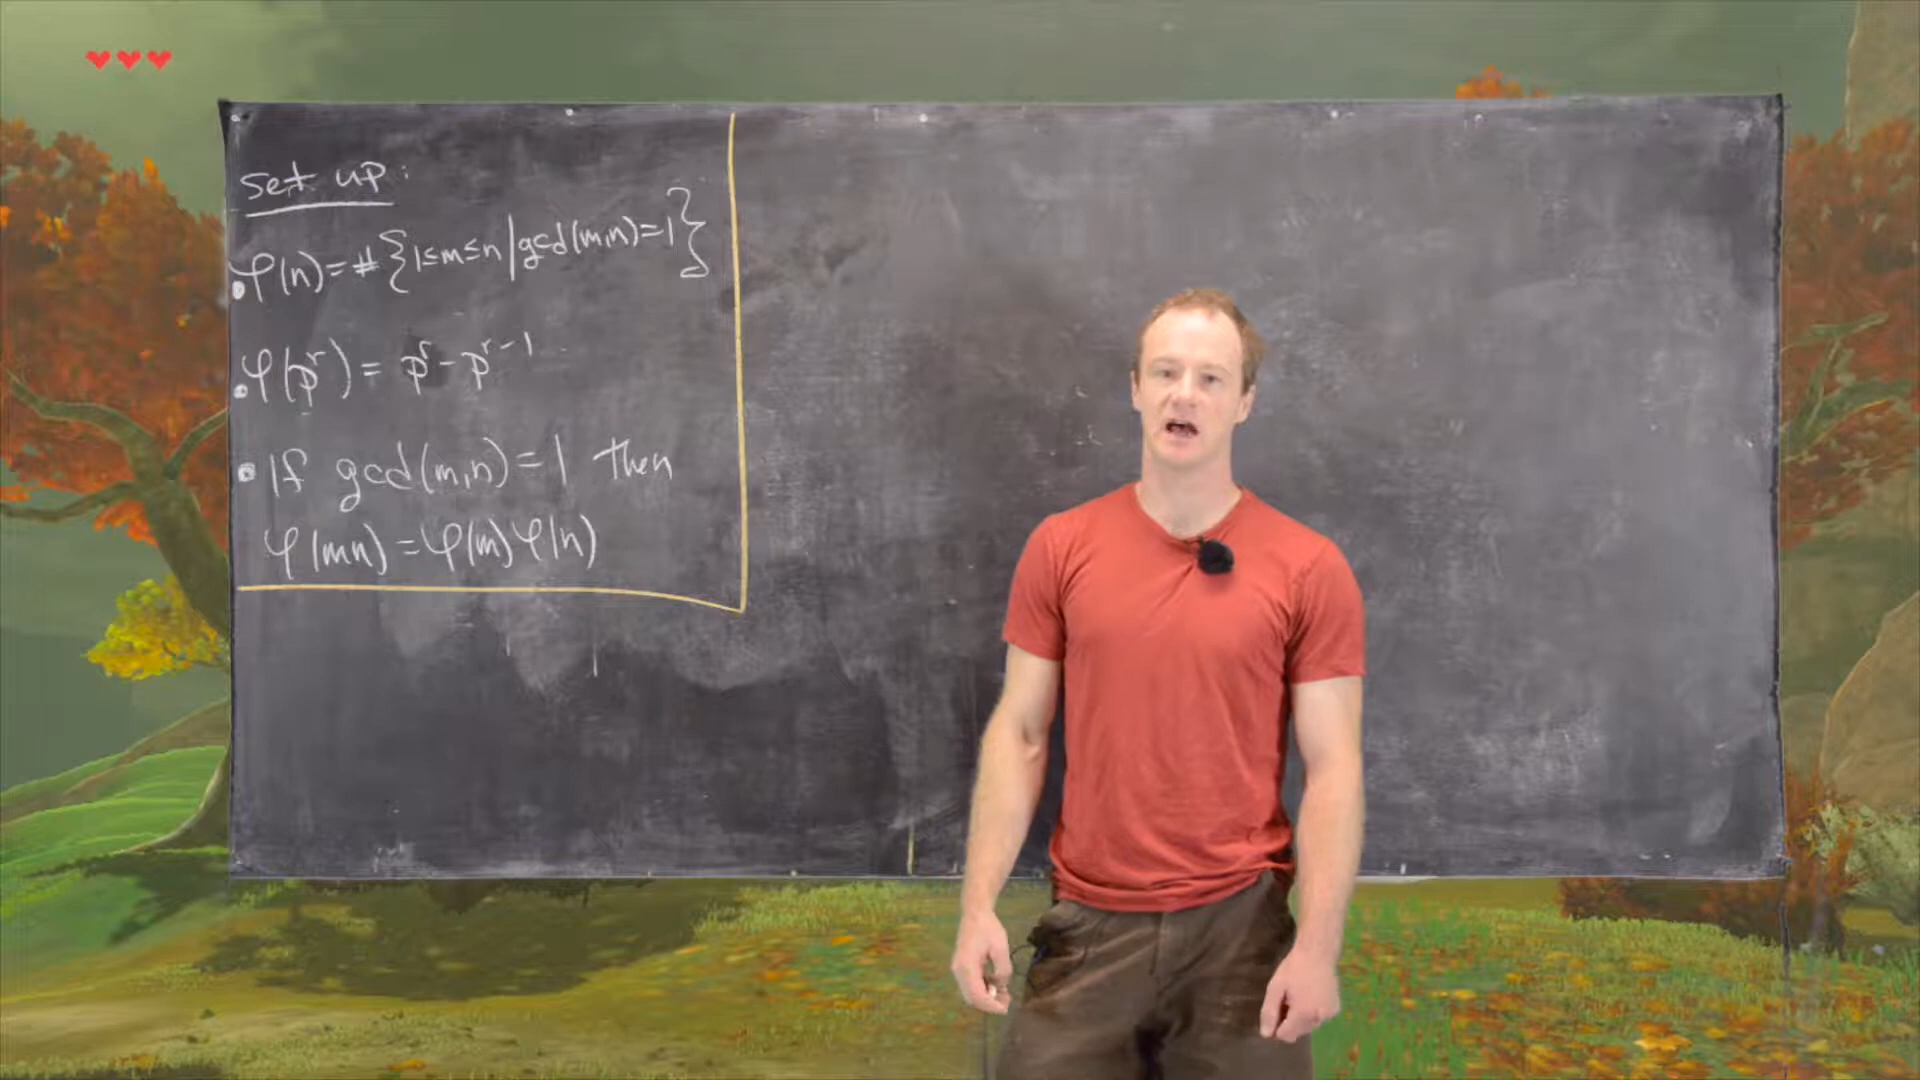 set up:
• φ(n) = # { 1≤m≤n | gcd(m,n)=1 }
• φ(p^r) = p^r - p^{r-1}
• If gcd(m,n) = 1 then
φ(mn) = φ(m)φ(n)